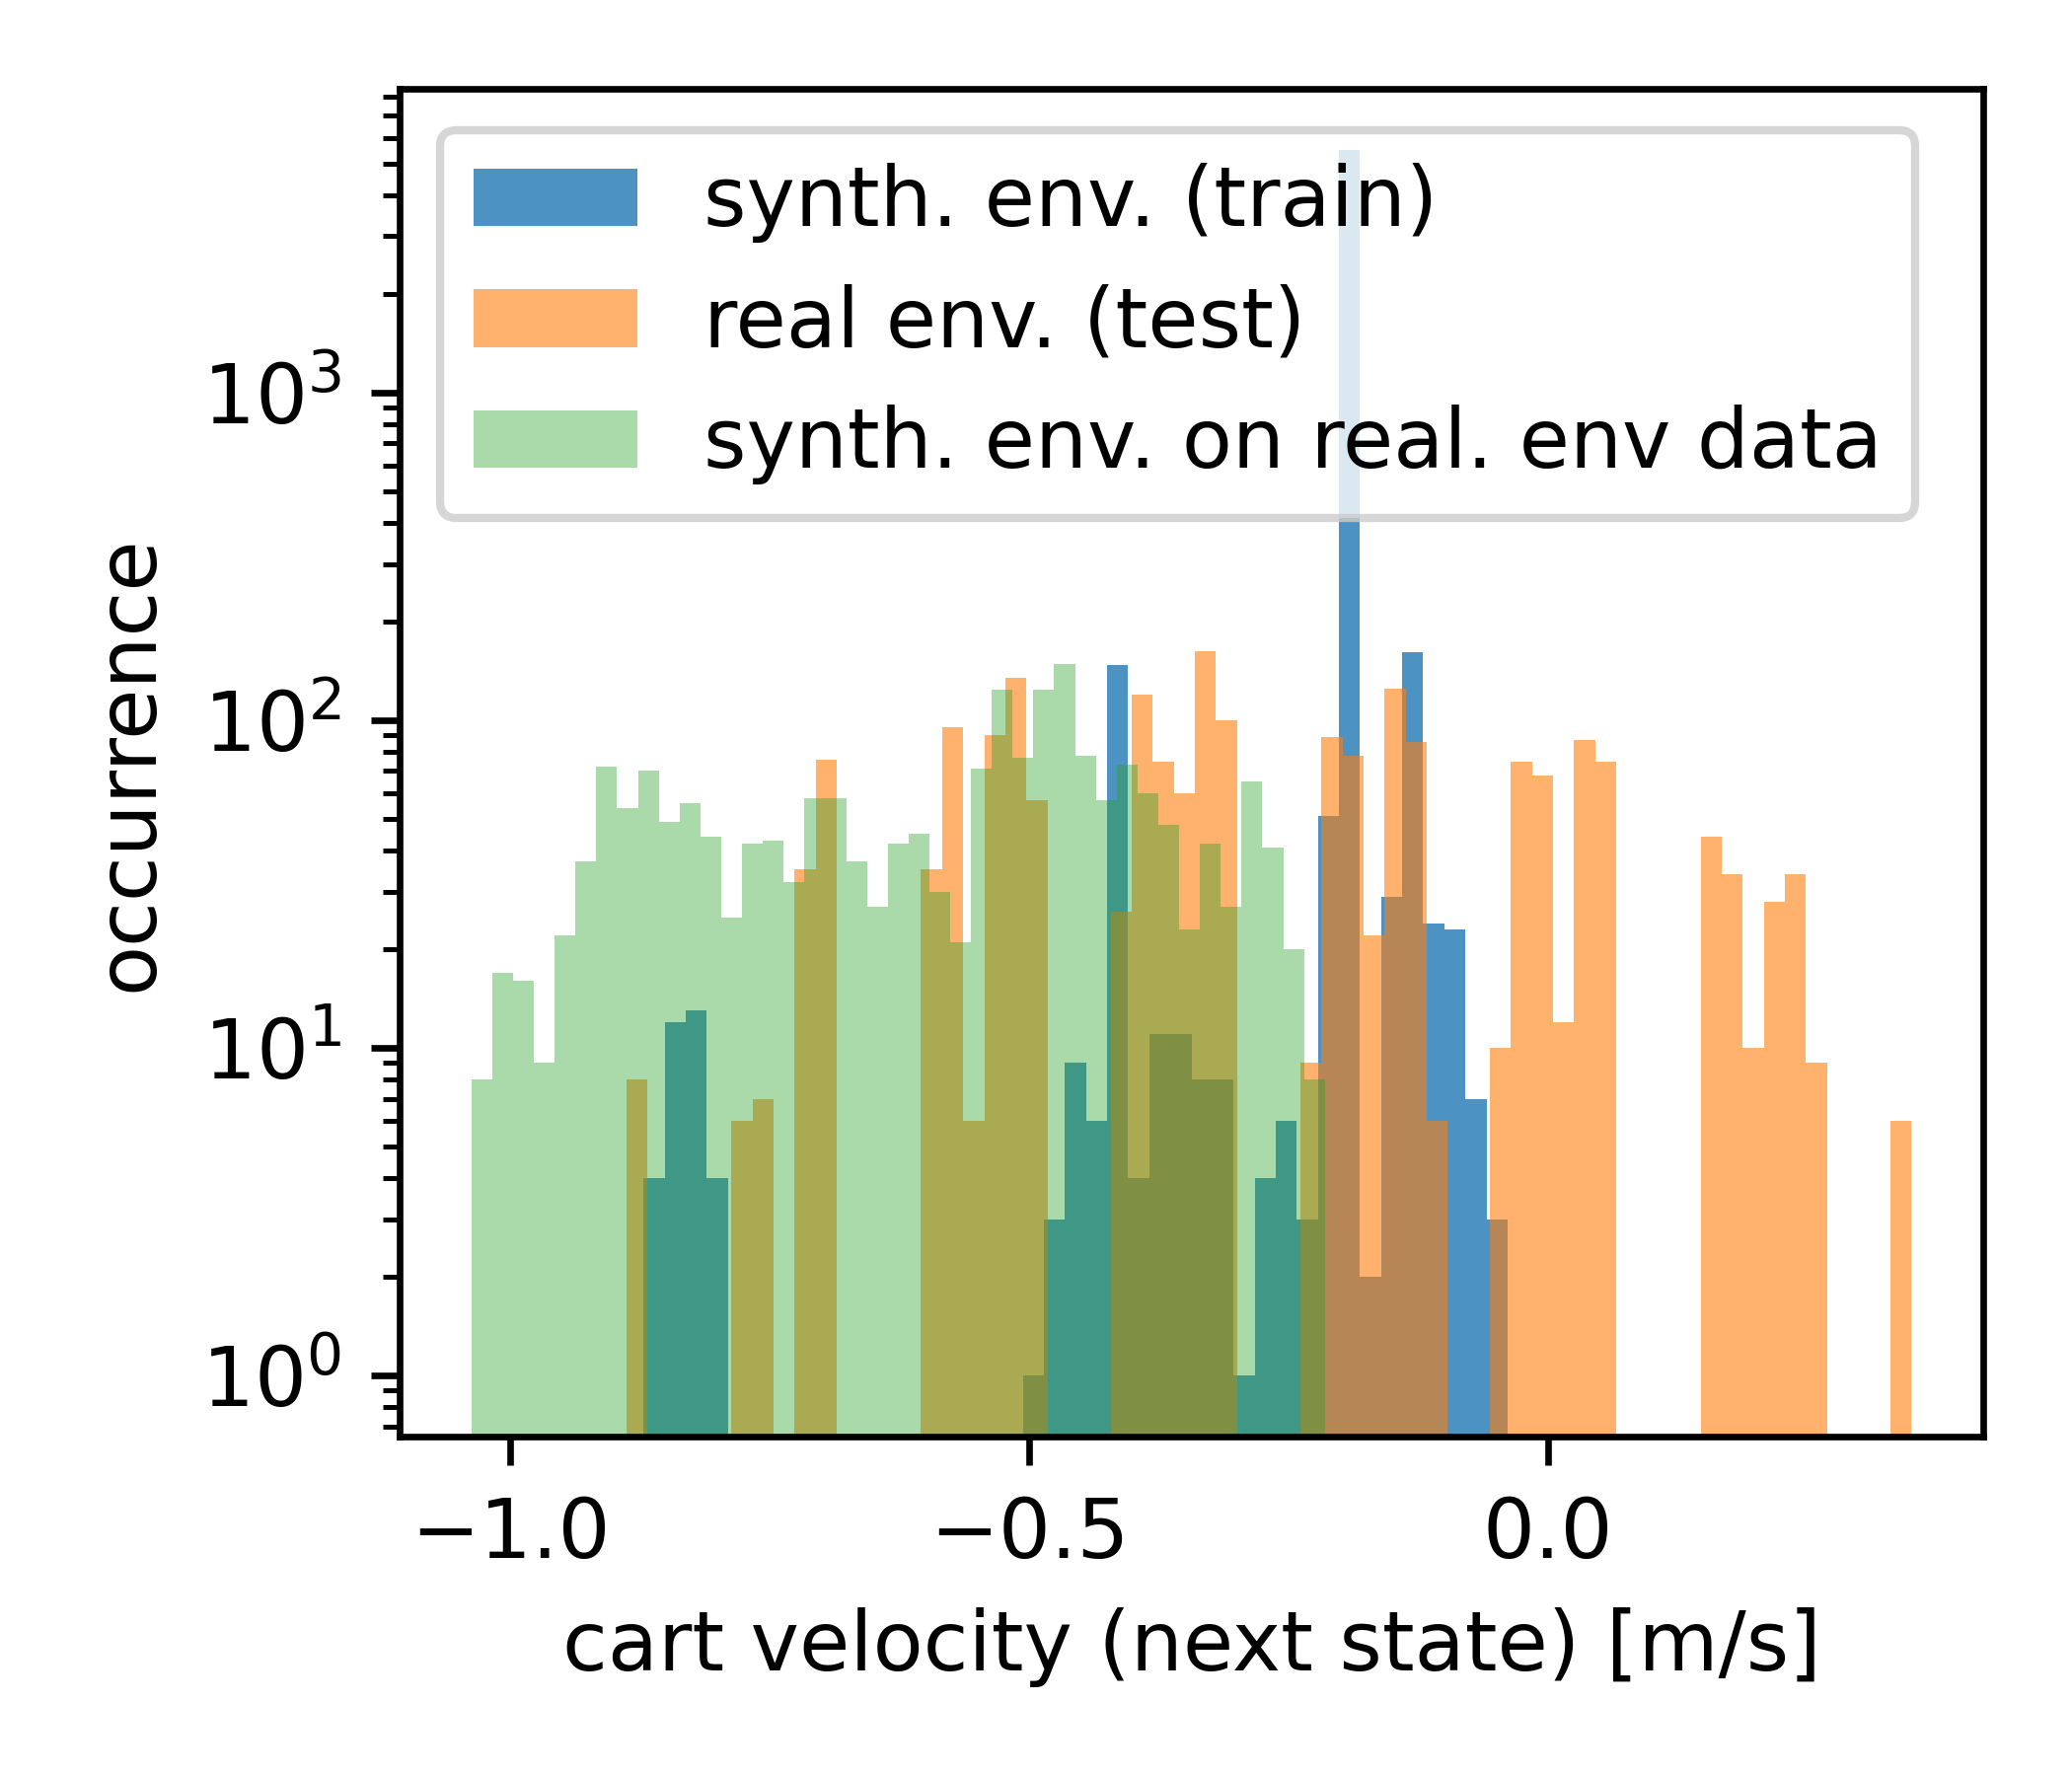 synth. env. (train)
real env. (test)
synth. env. on real. env data
10³
10²
10¹
10⁰
occurrence
−1.0 −0.5 0.0
cart velocity (next state) [m/s]